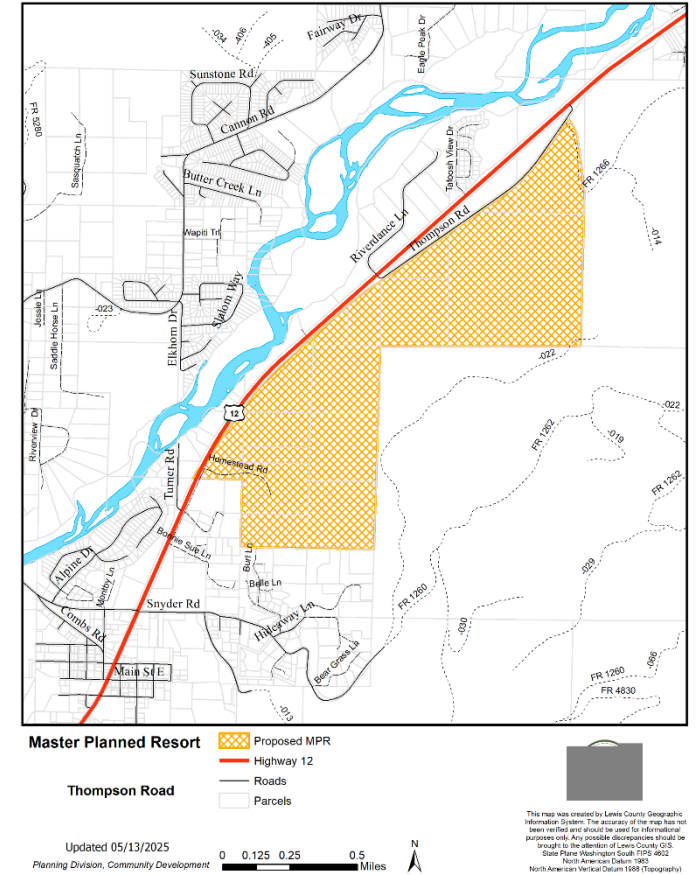 Fairway Dr
-034
-406
-405
Eagle Peak Dr
Sunstone Rd
FR 5280
Sasquatch Ln
Cannon Rd
Tatoosh View Dr
FR 1266
Butter Creek Ln
Riverdance Ln
Thompson Rd
-014
Wapiti Trl
Slalom Way
Jessie Ln
-023
Saddle Horse Ln
Elkhorn Dr
-022
12
-022
Riverview Dr
FR 1262
-019
Turner Rd
Homestead Rd
FR 1262
Bonnie Sue Ln
Burl Ln
Alpine Dr
Belle Ln
-029
Montby Ln
FR 1260
Snyder Rd
Combs Rd
Hideaway Ln
-030
Bear Grass Ln
-066
Main St E
FR 1260
FR 4830
-013
Master Planned Resort
Thompson Road
Proposed MPR
Highway 12
Roads
Parcels
Updated 05/13/2025
Planning Division, Community Development
0 0.125 0.25 0.5
Miles
N
This map was created by Lewis County Geographic
Information System. The accuracy of the map has not
been verified and should be used for informational
purposes only. Any possible discrepancies should be
brought to the attention of Lewis County GIS.
State Plane Washington South FIPS 4602
North American Datum 1983
North American Vertical Datum 1988 (Topography)